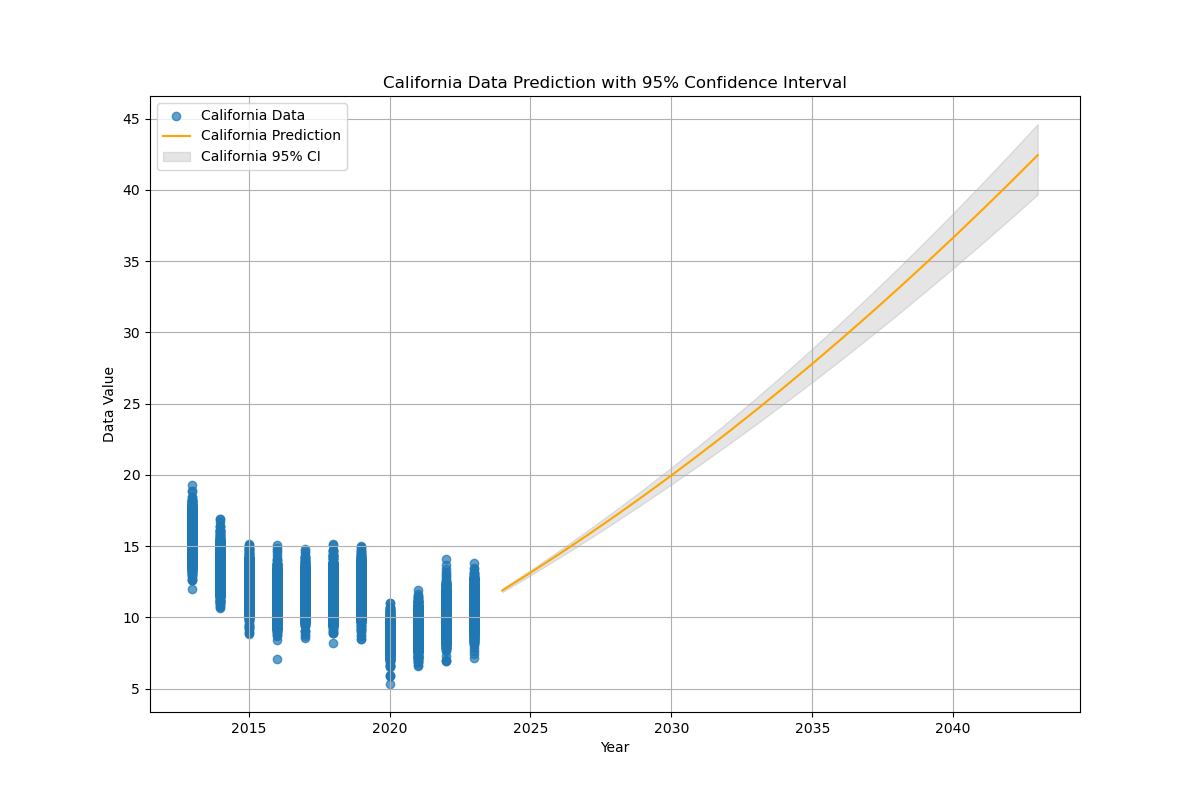 California Data Prediction with 95% Confidence Interval
California Data
California Prediction
California 95% CI
45
40
35
30
25
20
15
10
5
Data Value
2015 2020 2025 2030 2035 2040
Year